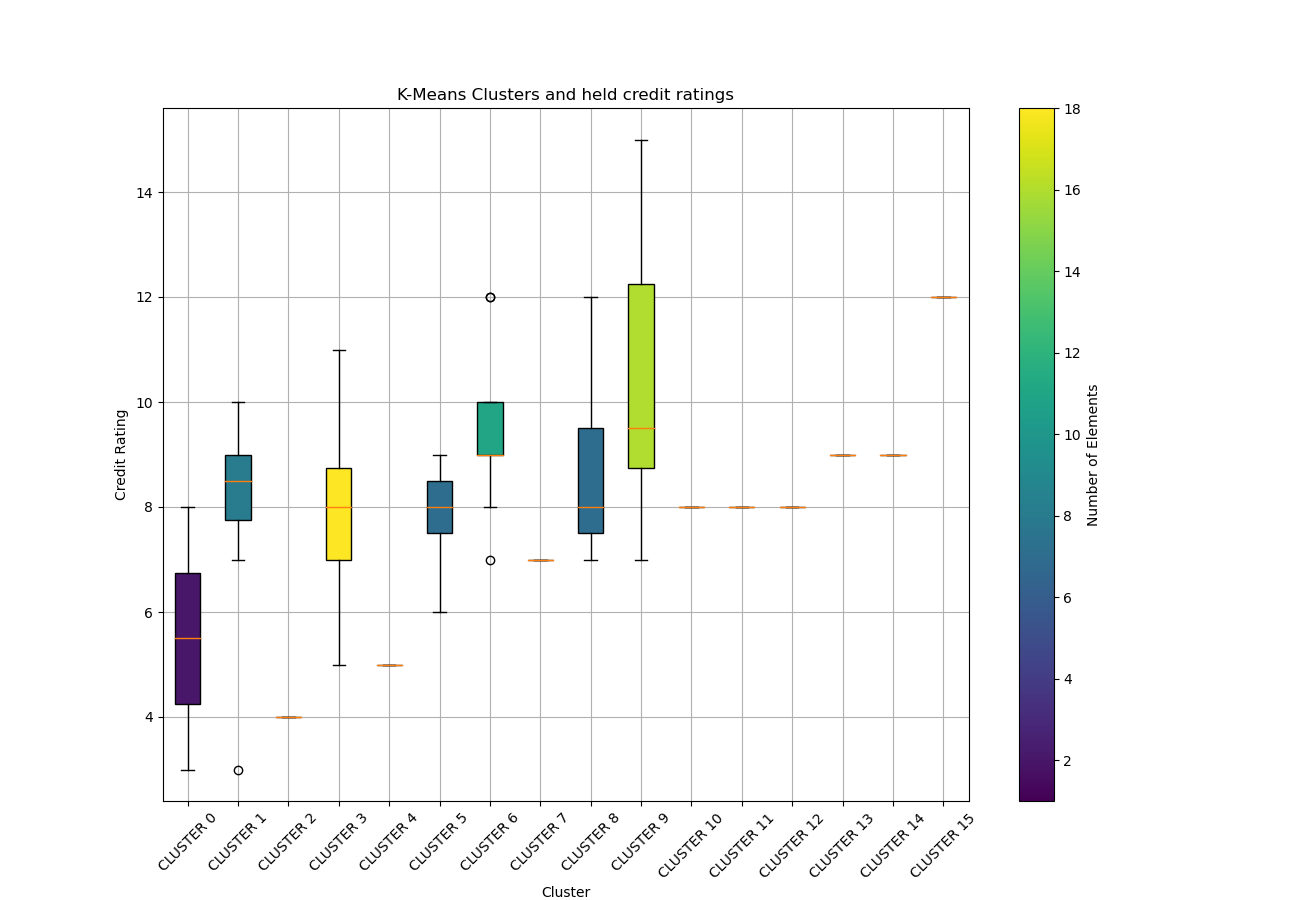 K-Means Clusters and held credit ratings
Credit Rating
14
12
10
8
6
4
CLUSTER 0
CLUSTER 1
CLUSTER 2
CLUSTER 3
CLUSTER 4
CLUSTER 5
CLUSTER 6
CLUSTER 7
CLUSTER 8
CLUSTER 9
CLUSTER 10
CLUSTER 11
CLUSTER 12
CLUSTER 13
CLUSTER 14
CLUSTER 15
Cluster
18
16
14
12
10
8
6
4
2
Number of Elements